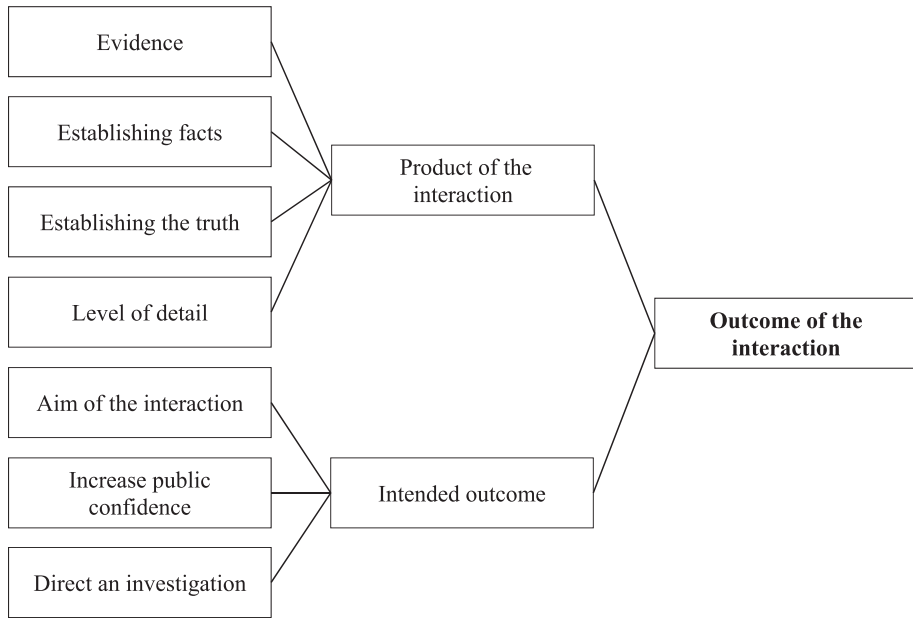 Evidence
Establishing facts
Establishing the truth
Level of detail
Aim of the interaction
Increase public
confidence
Direct an investigation
Product of the
interaction
Intended outcome
Outcome of the
interaction